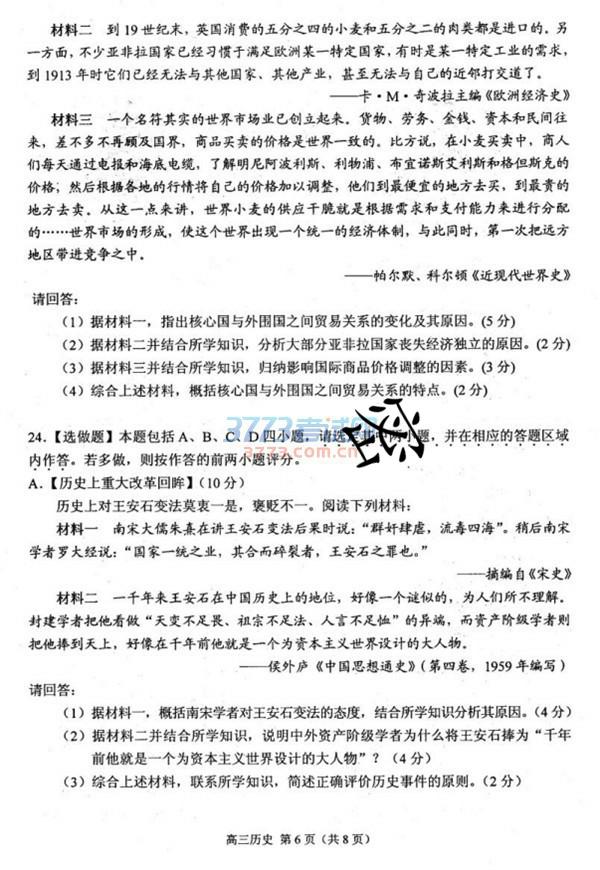 材料二 到19世纪末，英国消费的五分之四的小麦和五分之二的肉类都是进口的。另
一方面，不少亚非拉国家已经习惯于满足欧洲某一特定国家，有时是某一特定工业的需求，
到1913年时它们已经无法与其他国家、其他产业，甚至无法与自己的近邻打交道了。
——卡·M·奇波拉主编《欧洲经济史》
材料三 一个名符其实的世界市场业已创立起来。货物、劳务、金钱、资本和民间往
来，差不多不再顾及国界，商品买卖的价格是世界一致的。比方说，在小麦买卖中，商人
们每天通过电报和海底电缆，了解明尼阿波利斯、利物浦、布宜诺斯艾利斯和格但斯克的
价格，然后根据各地的行情将自己的价格加以调整，他们到最便宜的地方去买，到最贵的
地方去卖。从这一点来讲，世界小麦的供应干脆就是根据需求和支付能力来进行分配
的……世界市场的形成，使这个世界出现一个统一的经济体制，与此同时，第一次把远方
地区带进竞争之中。
——帕尔默、科尔顿《近现代世界史》
请回答：
（1）据材料一，指出核心国与外围国之间贸易关系的变化及其原因。(5分)
（2）据材料二并结合所学知识，分析大部分亚非拉国家丧失经济独立的原因。(2分)
（3）据材料三并结合所学知识，归纳影响国际商品价格调整的因素。(3分)
（4）综合上述材料，概括核心国与外围国之间贸易关系的特点。(2分)
24.【选做题】本题包括A、B、C、D四小题，请选定其中两小题，并在相应的答题区域
内作答。若多做，则按作答的前两小题评分。
A.【历史上重大改革回眸】(10分)
历史上对王安石变法莫衷一是，褒贬不一。阅读下列材料：
材料一 南宋大儒朱熹在讲王安石变法后果时说：“群奸肆虐，流毒四海”。稍后南宋
学者罗大经说：“国家一统之业，其合而碎裂者，王安石之罪也。”
——摘编自《宋史》
材料二 一千年来王安石在中国历史上的地位，好像一个谜似的，为人们所不理解。
封建学者把他看做“天变不足畏、祖宗不足法、人言不足恤”的异端，而资产阶级学者则
把他捧到天上，好像在千年前他就是一个为资本主义世界设计的大人物。
——侯外庐《中国思想通史》（第四卷，1959年编写）
请回答：
（1）据材料一，概括南宋学者对王安石变法的态度，结合所学知识分析其原因。(4分)
（2）据材料二并结合所学知识，说明中外资产阶级学者为什么将王安石捧为“千年
前他就是一个为资本主义世界设计的大人物”？（4分）
（3）综合上述材料，联系所学知识，简述正确评价历史事件的原则。(2分)
高三历史 第6页（共8页）